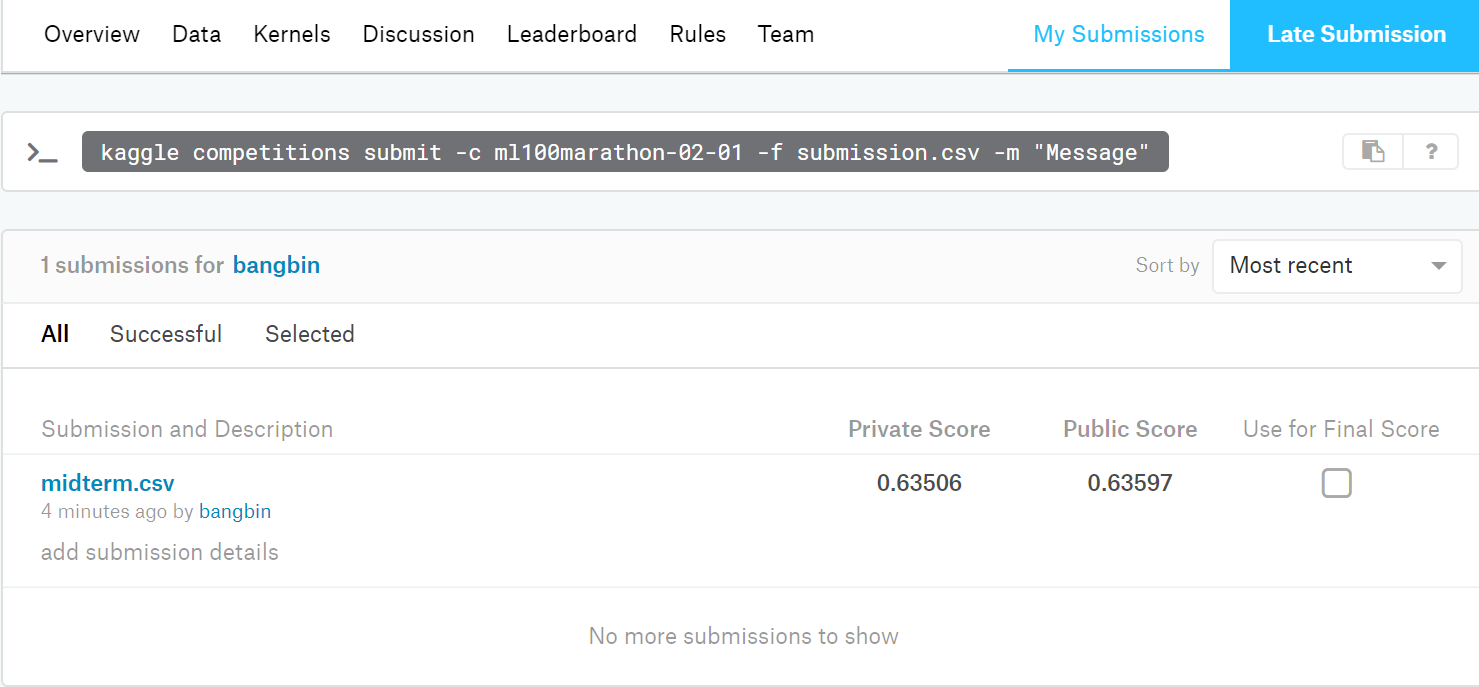 Overview Data Kernels Discussion Leaderboard Rules Team My Submissions Late Submission
>_ kaggle competitions submit -c ml100marathon-02-01 -f submission.csv -m "Message" ?
1 submissions for bangbin Sort by Most recent
All Successful Selected
Submission and Description Private Score Public Score Use for Final Score
midterm.csv 0.63506 0.63597
4 minutes ago by bangbin
add submission details
No more submissions to show